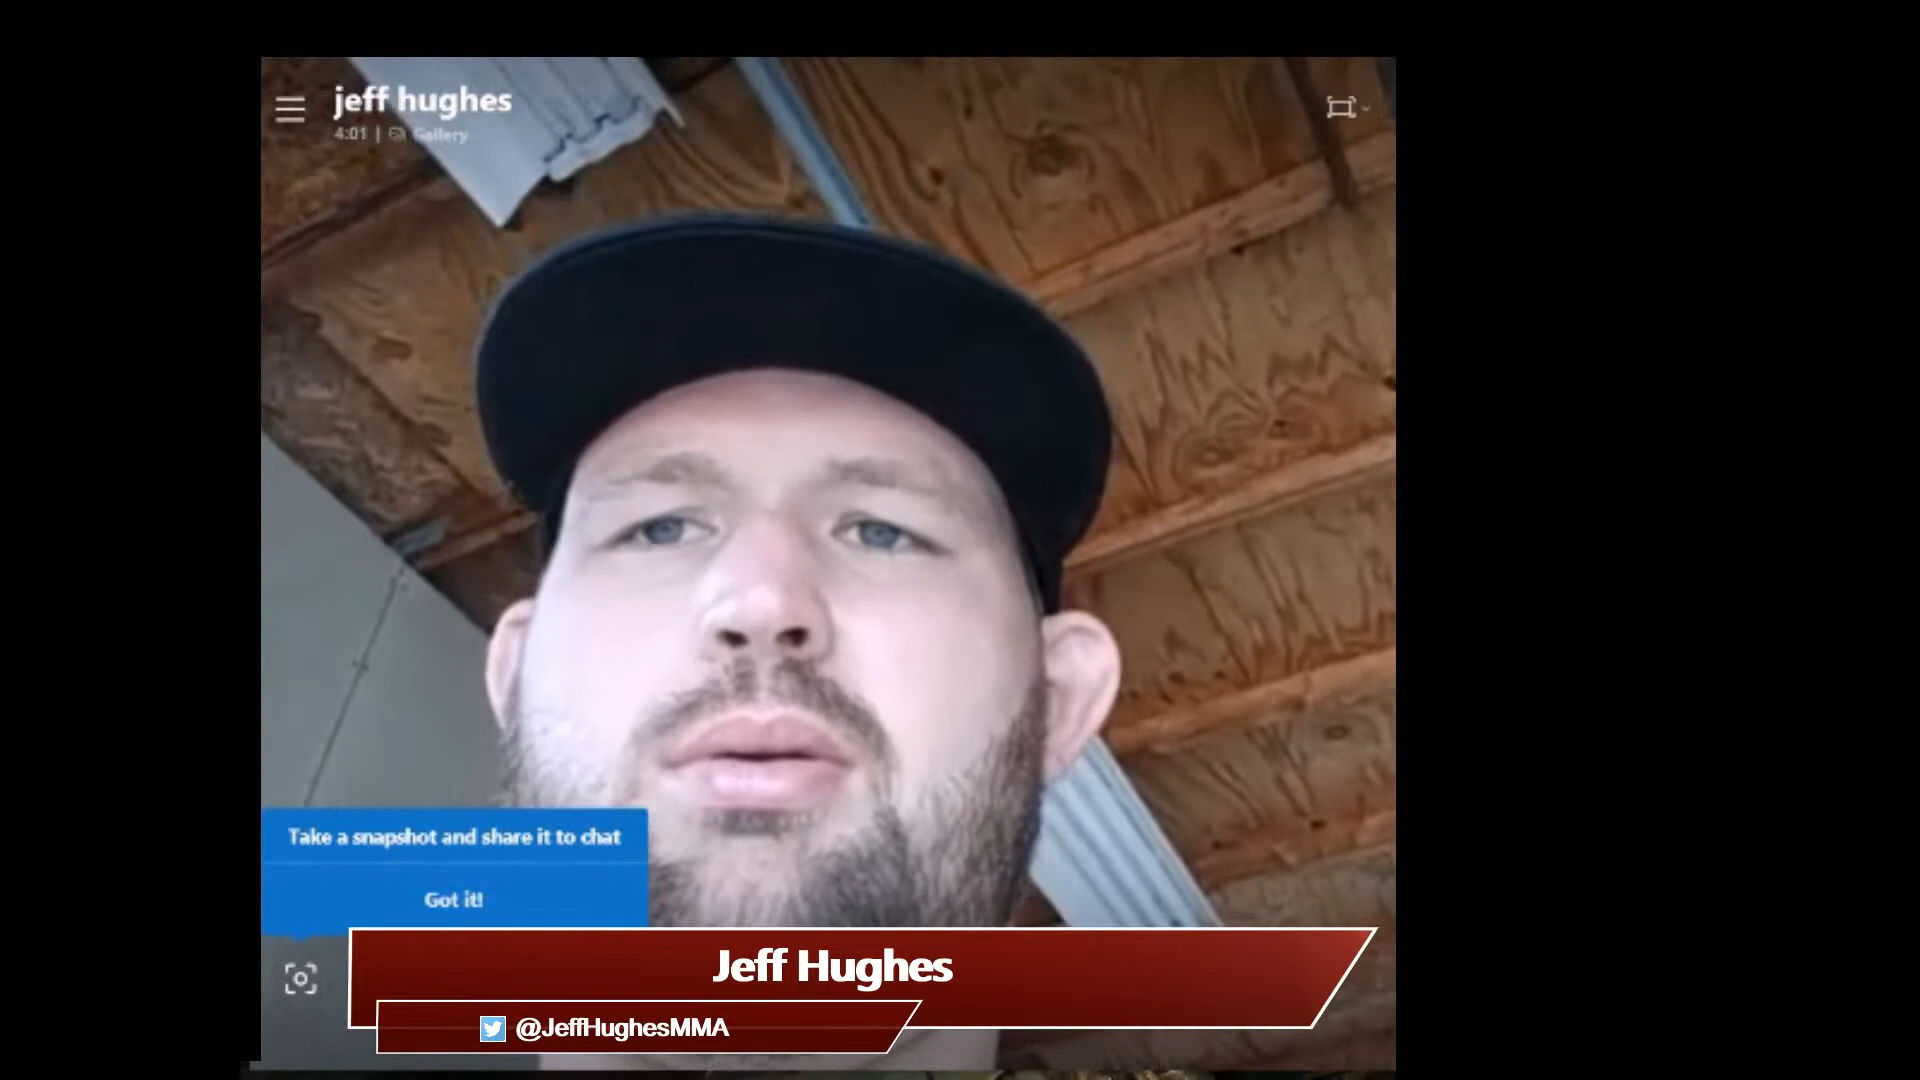 jeff hughes
4:01 | Gallery
Take a snapshot and share it to chat
Got it!
Jeff Hughes
@JeffHughesMMA